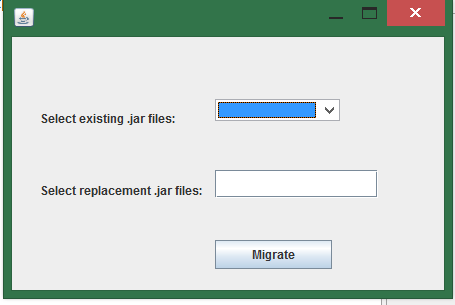 Select existing .jar files:
Select replacement .jar files:
Migrate